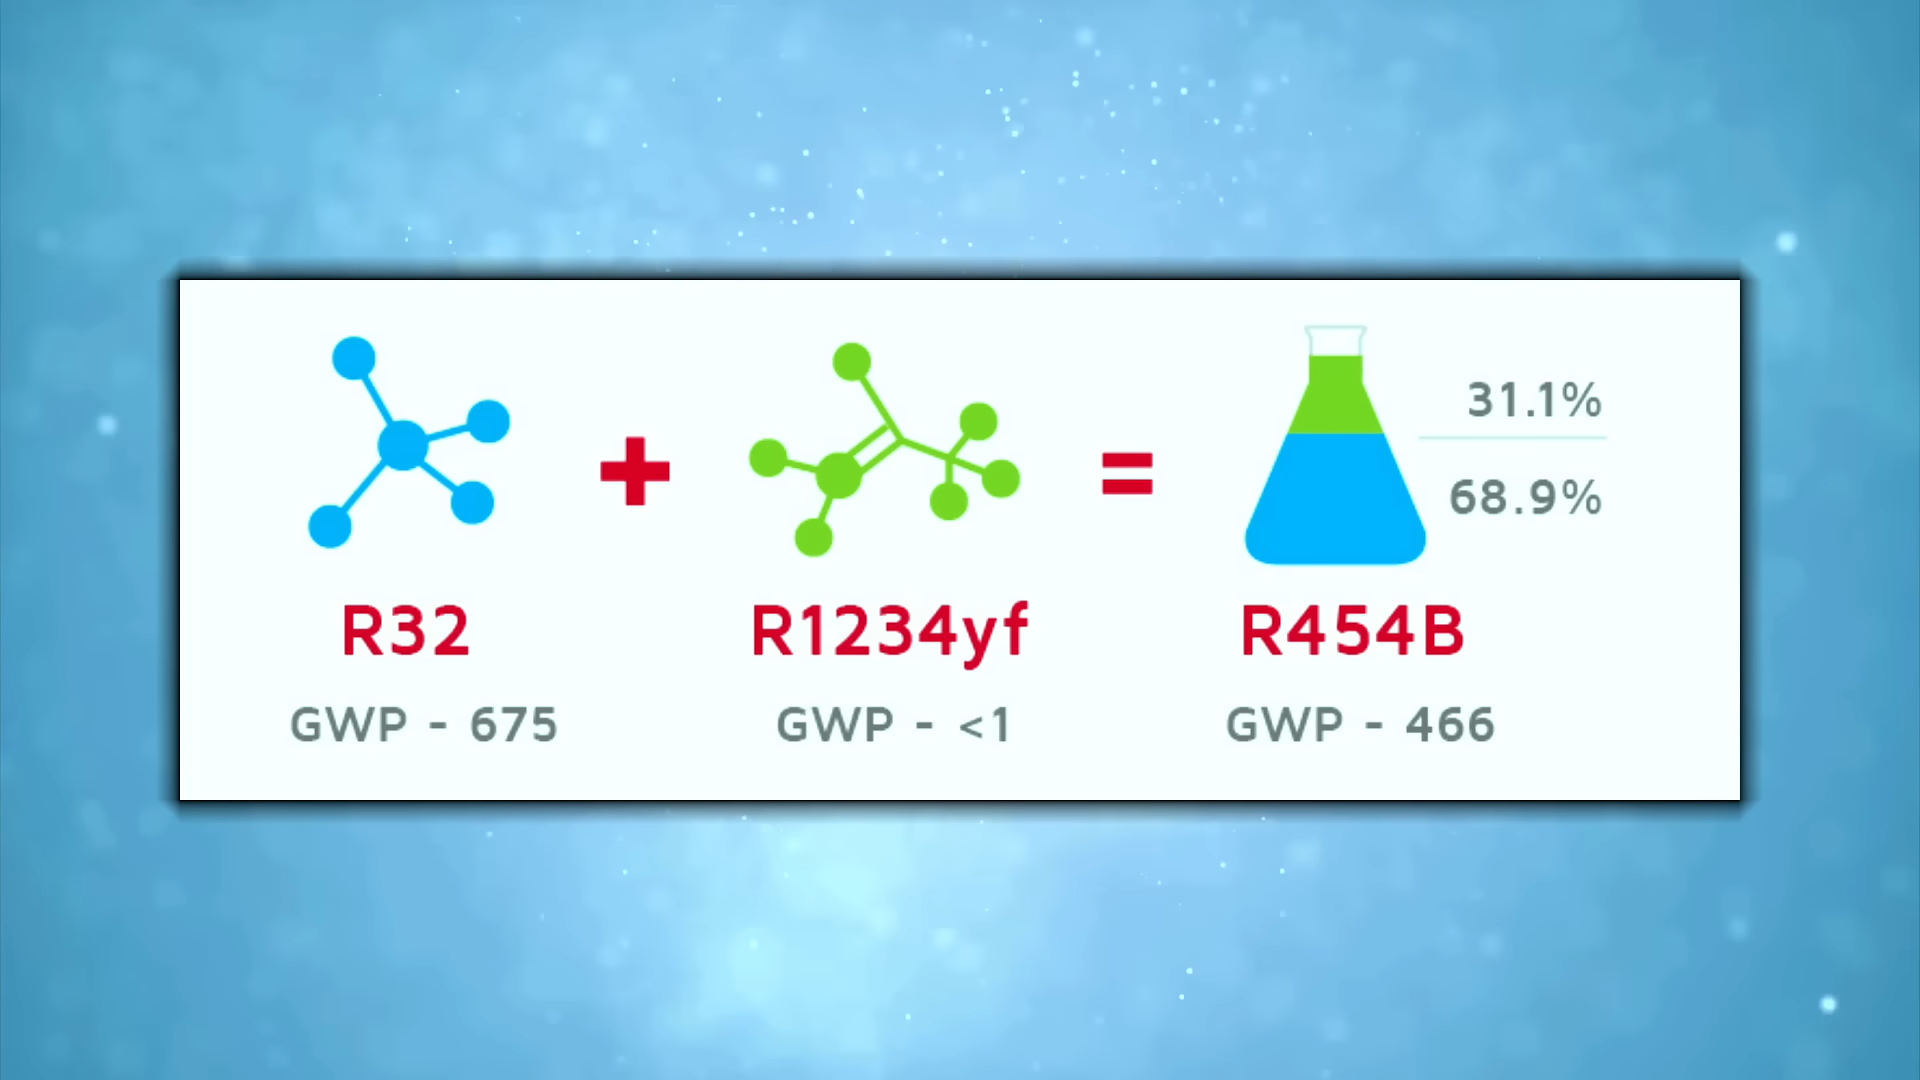 31.1%
68.9%
R32
R1234yf
R454B
GWP - 675
GWP - <1
GWP - 466